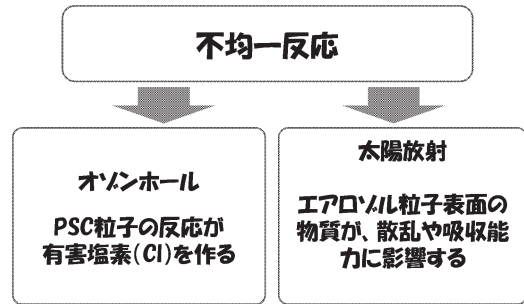 不均一反応
オゾンホール
PSC粒子の反応が
有害塩素(Cl)を作る
太陽放射
エアロゾル粒子表面の
物質が、散乱や吸収能
力に影響する